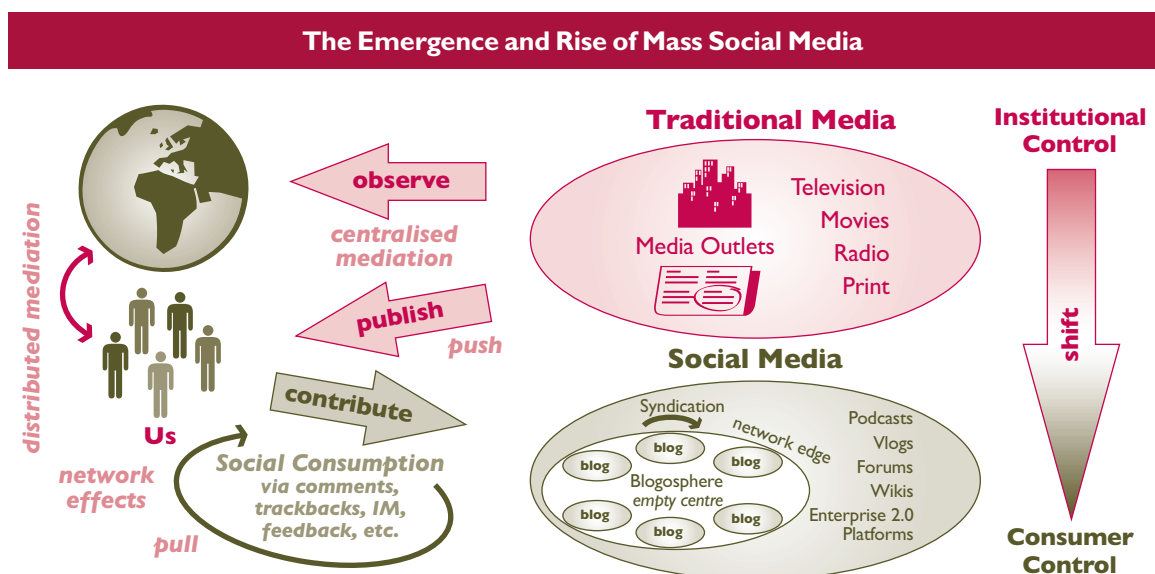 The Emergence and Rise of Mass Social Media
distributed mediation
observe
centralised
mediation
publish
push
contribute
Us
network
effects
pull
Social Consumption
via comments,
trackbacks, IM,
feedback, etc.
Traditional Media
Media Outlets
Television
Movies
Radio
Print
Social Media
Syndication
network edge
blog
blog
blog
Blogosphere
empty centre
blog
blog
blog
Podcasts
Vlogs
Forums
Wikis
Enterprise 2.0
Platforms
Institutional
Control
shift
Consumer
Control